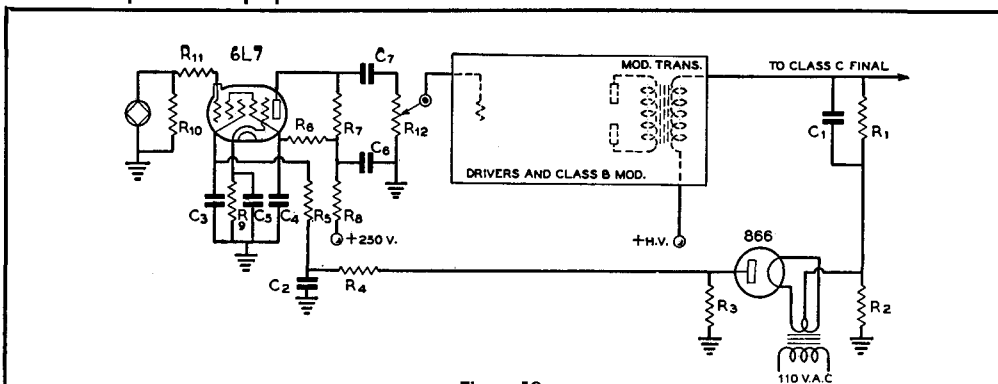 6L7
R11
C7
R10
R6
R7
R12
C6
C3
R9
C5
C4
R5
R8
+250 V.
C2
R4
MOD. TRANS.
DRIVERS AND CLASS B MOD.
TO CLASS C FINAL
C1
R1
+H.V.
866
R3
R2
110 V.A.C